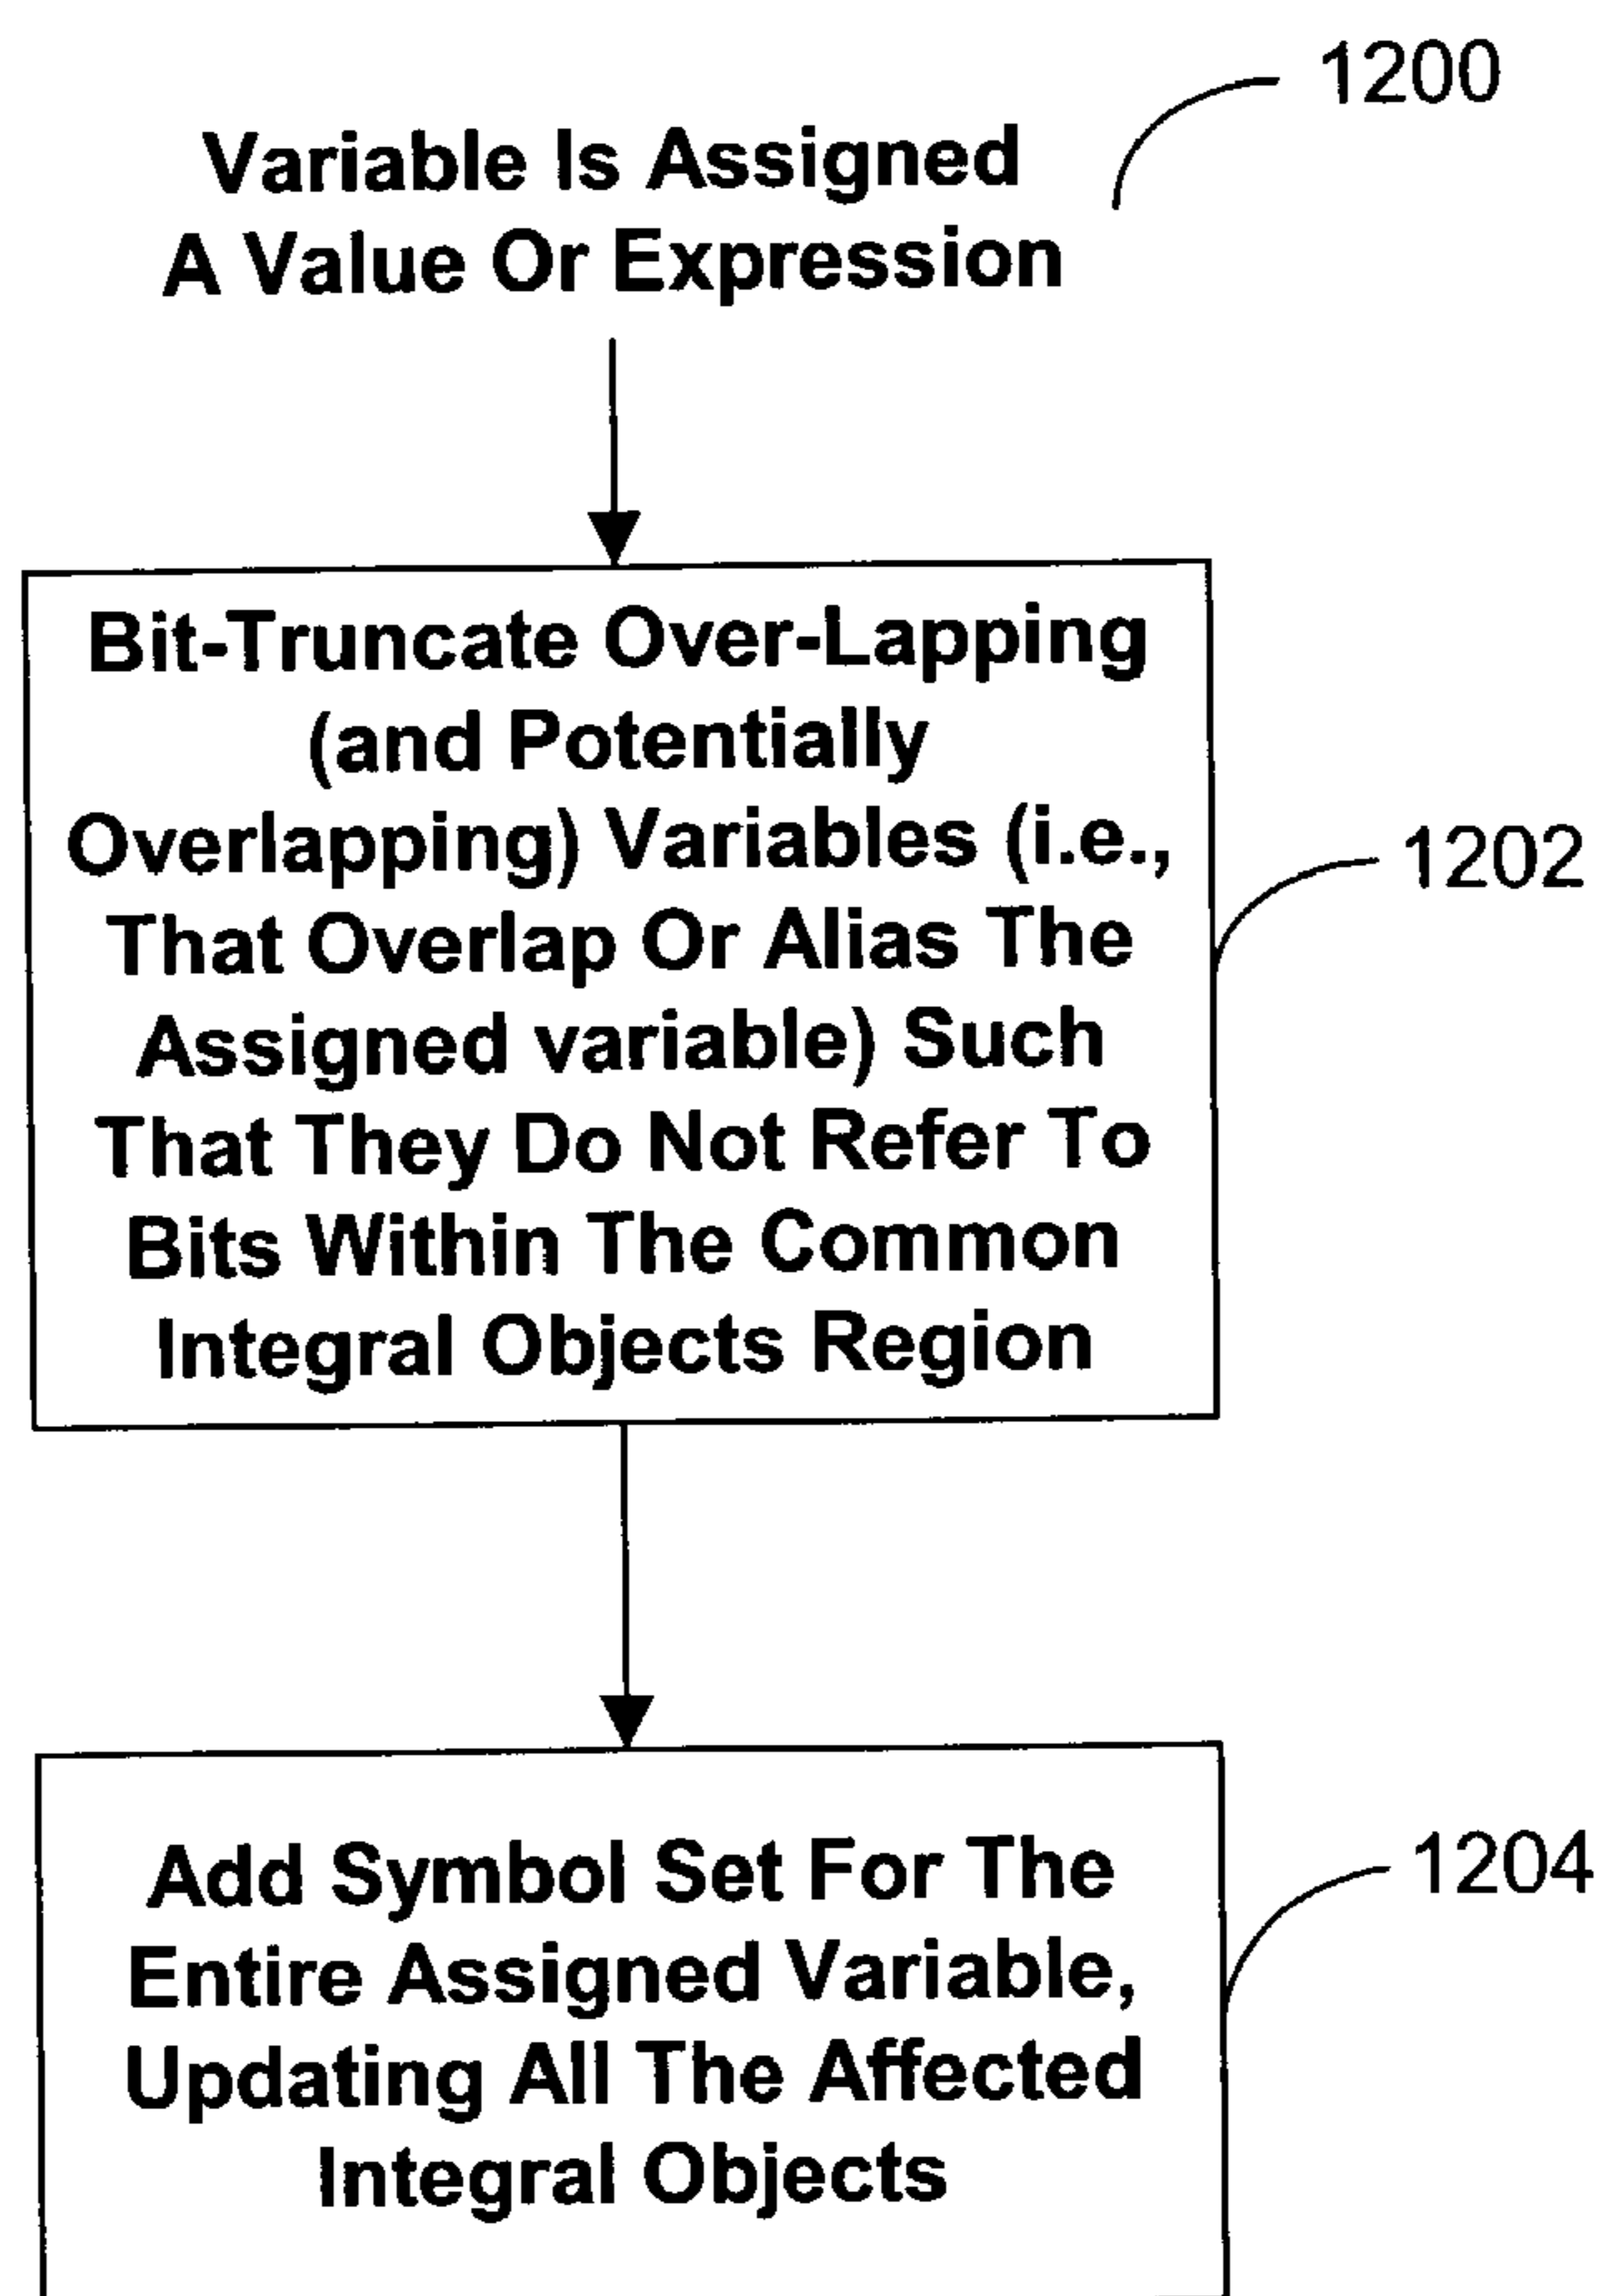 1200
Variable Is Assigned
A Value Or Expression
Bit-Truncate Over-Lapping
(and Potentially
Overlapping) Variables (i.e.,
That Overlap Or Alias The
Assigned variable) Such
That They Do Not Refer To
Bits Within The Common
Integral Objects Region
1202
Add Symbol Set For The
Entire Assigned Variable,
Updating All The Affected
Integral Objects
1204